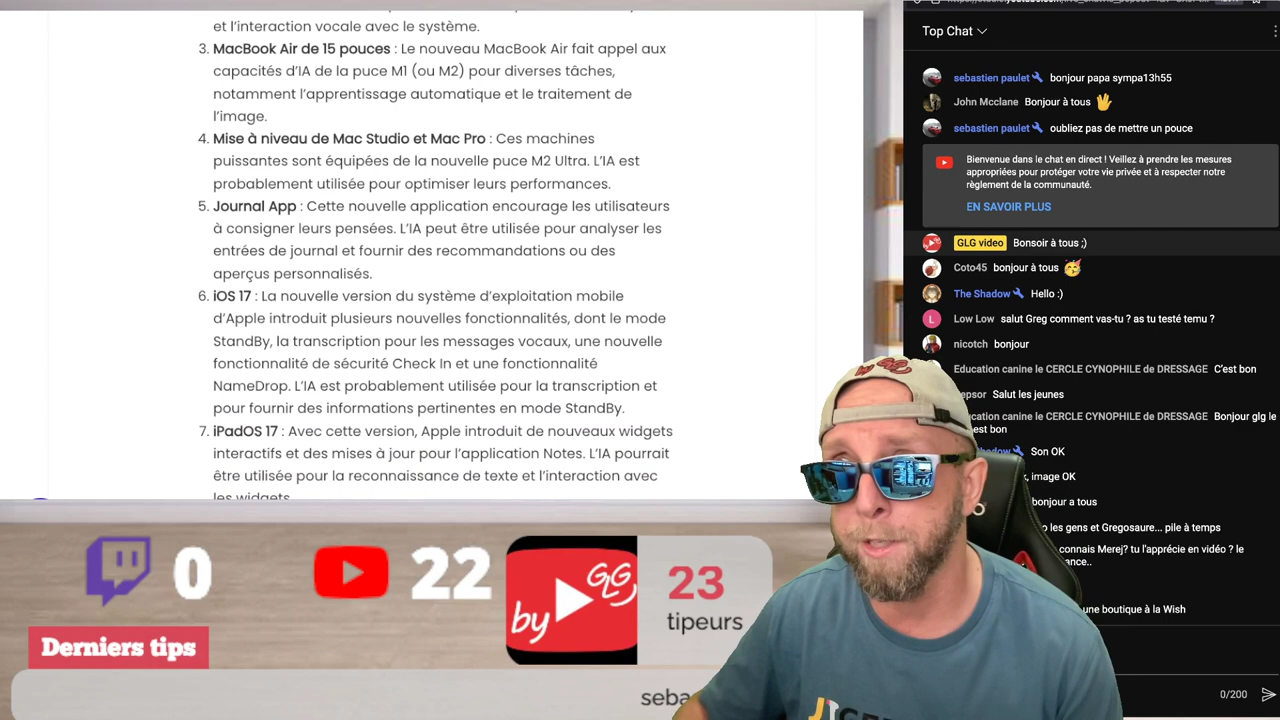 et l'interaction vocale avec le système.
3. MacBook Air de 15 pouces : Le nouveau MacBook Air fait appel aux
capacités d'IA de la puce M1 (ou M2) pour diverses tâches,
notamment l'apprentissage automatique et le traitement de
l'image.
4. Mise à niveau de Mac Studio et Mac Pro : Ces machines
puissantes sont équipées de la nouvelle puce M2 Ultra. L'IA est
probablement utilisée pour optimiser leurs performances.
5. Journal App : Cette nouvelle application encourage les utilisateurs
à consigner leurs pensées. L'IA peut être utilisée pour analyser les
entrées de journal et fournir des recommandations ou des
aperçus personnalisés.
6. iOS 17 : La nouvelle version du système d'exploitation mobile
d'Apple introduit plusieurs nouvelles fonctionnalités, dont le mode
StandBy, la transcription pour les messages vocaux, une nouvelle
fonctionnalité de sécurité Check In et une fonctionnalité
NameDrop. L'IA est probablement utilisée pour la transcription et
pour fournir des informations pertinentes en mode StandBy.
7. iPadOS 17 : Avec cette version, Apple introduit de nouveaux widgets
interactifs et des mises à jour pour l'application Notes. L'IA pourrait
être utilisée pour la reconnaissance de texte et l'interaction avec
les widgets
0
22
by GLG
23
tipeurs
Derniers tips
seba
Top Chat
sebastien paulet bonjour papa sympa13h55
John Mcclane Bonjour à tous
sebastien paulet oubliez pas de mettre un pouce
Bienvenue dans le chat en direct ! Veillez à prendre les mesures
appropriées pour protéger votre vie privée et à respecter notre
règlement de la communauté.
EN SAVOIR PLUS
GLG video Bonsoir à tous ;)
Coto45 bonjour à tous
The Shadow Hello :)
L Low Low salut Greg comment vas-tu ? as tu testé temu ?
nicotch bonjour
Education canine le CERCLE CYNOPHILE de DRESSAGE C'est bon
epsor Salut les jeunes
ducation canine le CERCLE CYNOPHILE de DRESSAGE Bonjour glg le
est bon
Son OK
, image OK
bonjour a tous
o les gens et Gregosaure... pile à temps
connais Merej? tu l'apprécie en vidéo ? le
ance..
une boutique à la Wish
0/200